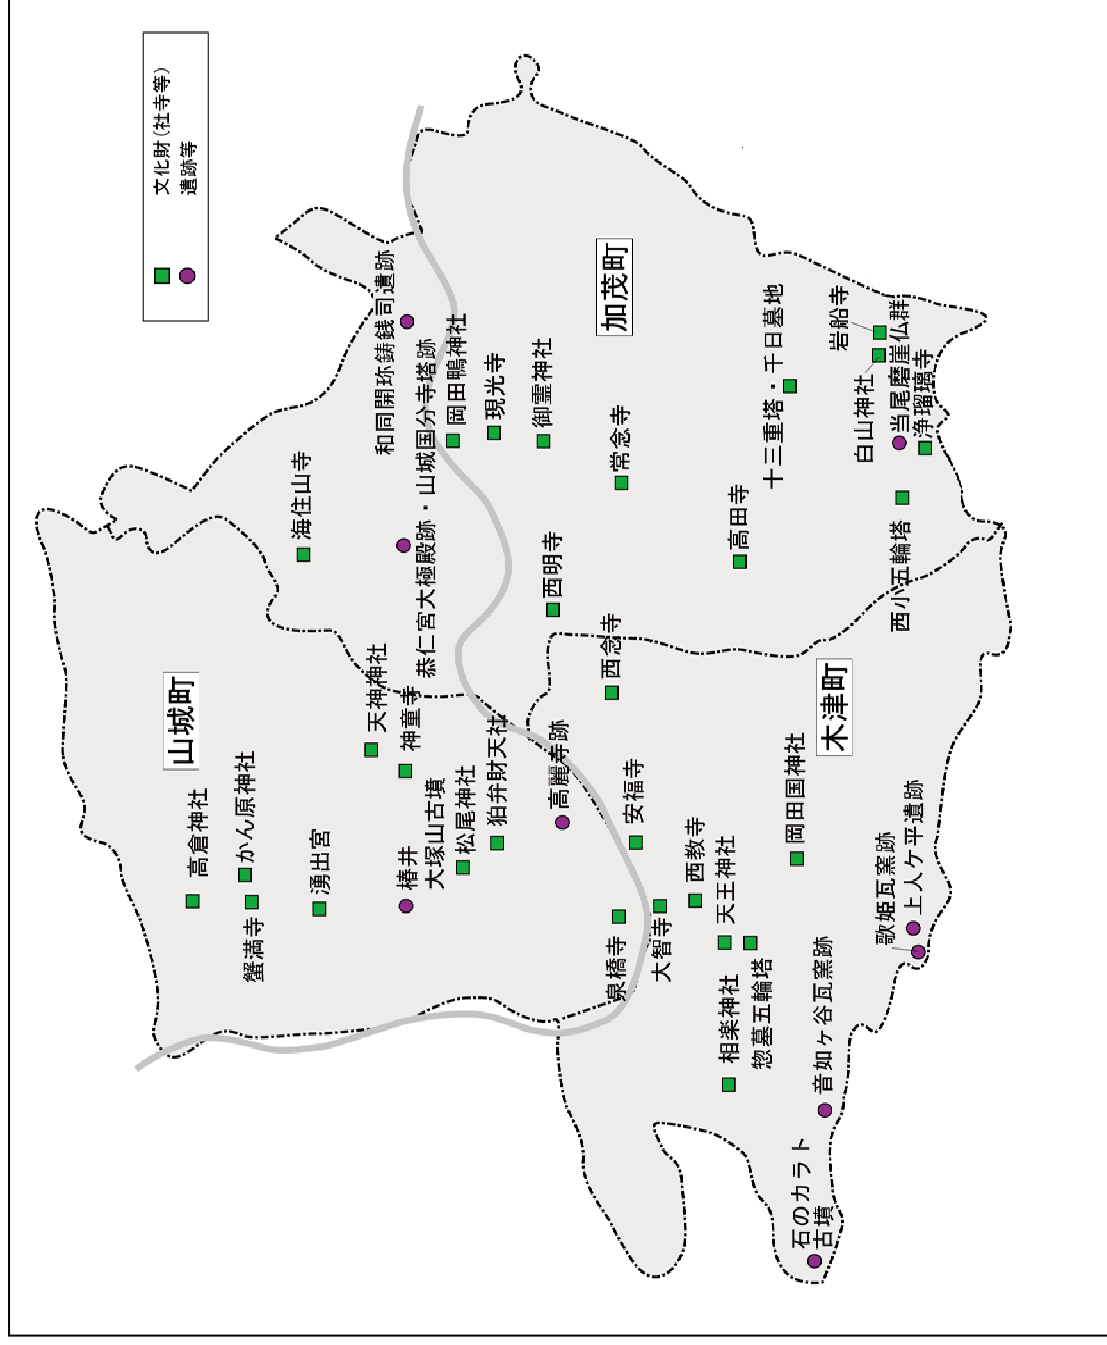 文化財(社寺等)
遺跡等
山城町
加茂町
木津町
高倉神社
かん原神社
蟹満寺
湧出宮
海住山寺
天神神社
神童寺
椿井
大塚山古墳
松尾神社
狛弁財天社
高麗寺跡
泉橋寺
和同開珎鋳銭司遺跡
恭仁宮大極殿跡・山城国分寺塔跡
岡田鴨神社
現光寺
御霊神社
常念寺
西明寺
高田寺
十三重塔・千日墓地
岩船寺
白山神社
当尾磨崖仏群
浄瑠璃寺
西小五輪塔
西念寺
安福寺
大智寺
西教寺
天王神社
相楽神社
惣墓五輪塔
岡田国神社
歌姫瓦窯跡
上人ケ平遺跡
音如ヶ谷瓦窯跡
石のカラト
古墳